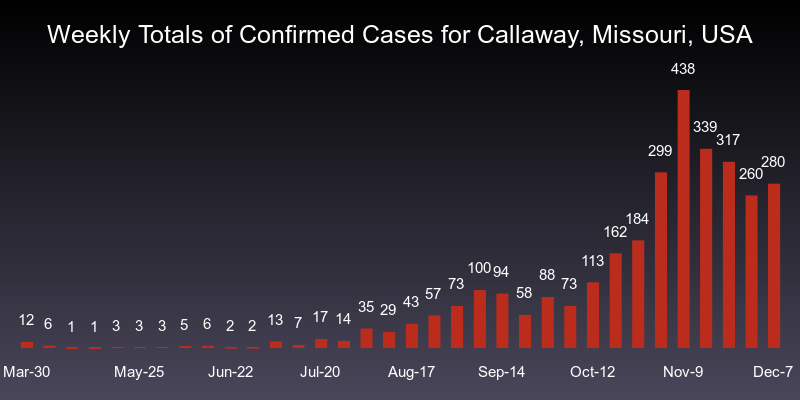 Weekly Totals of Confirmed Cases for Callaway, Missouri, USA
12 6 1 1 3 3 3 5 6 2 2 13 7 17 14 35 29 43 57 73 100 94 58 88 73 113 162 184 299 438 339 317 260 280
Mar-30 May-25 Jun-22 Jul-20 Aug-17 Sep-14 Oct-12 Nov-9 Dec-7